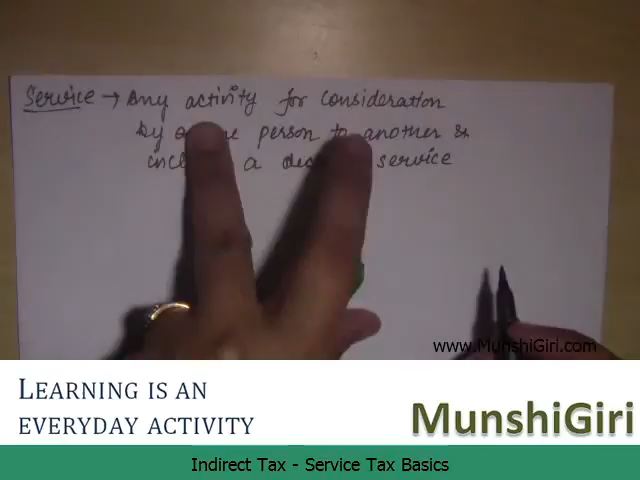 Service → Any activity for consideration
by person to another &
a service
www.MunshiGiri.com
LEARNING IS AN
EVERYDAY ACTIVITY
MunshiGiri
Indirect Tax - Service Tax Basics